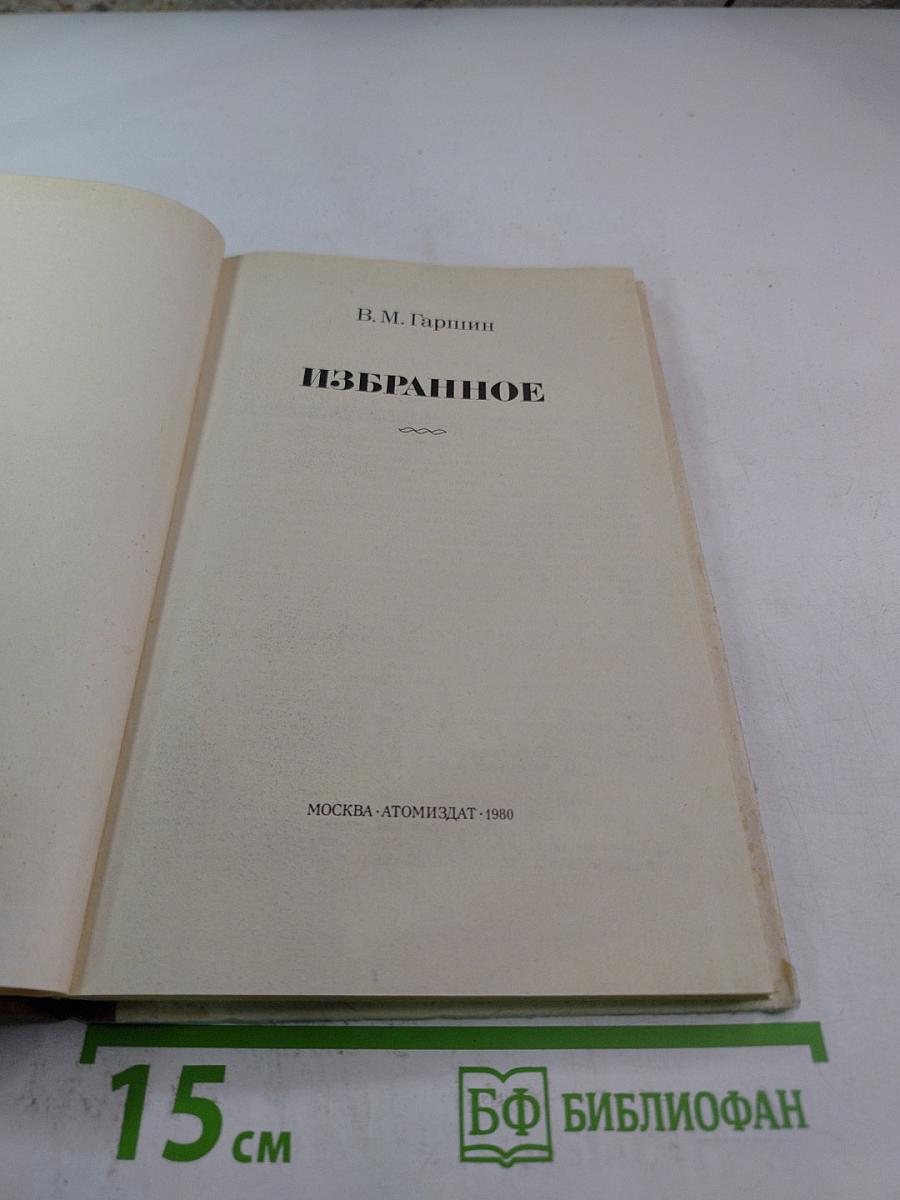 В. М. Гаршин
ИЗБРАННОЕ
МОСКВА · АТОМИЗДАТ · 1980
15 см
БФ БИБЛИОФАН